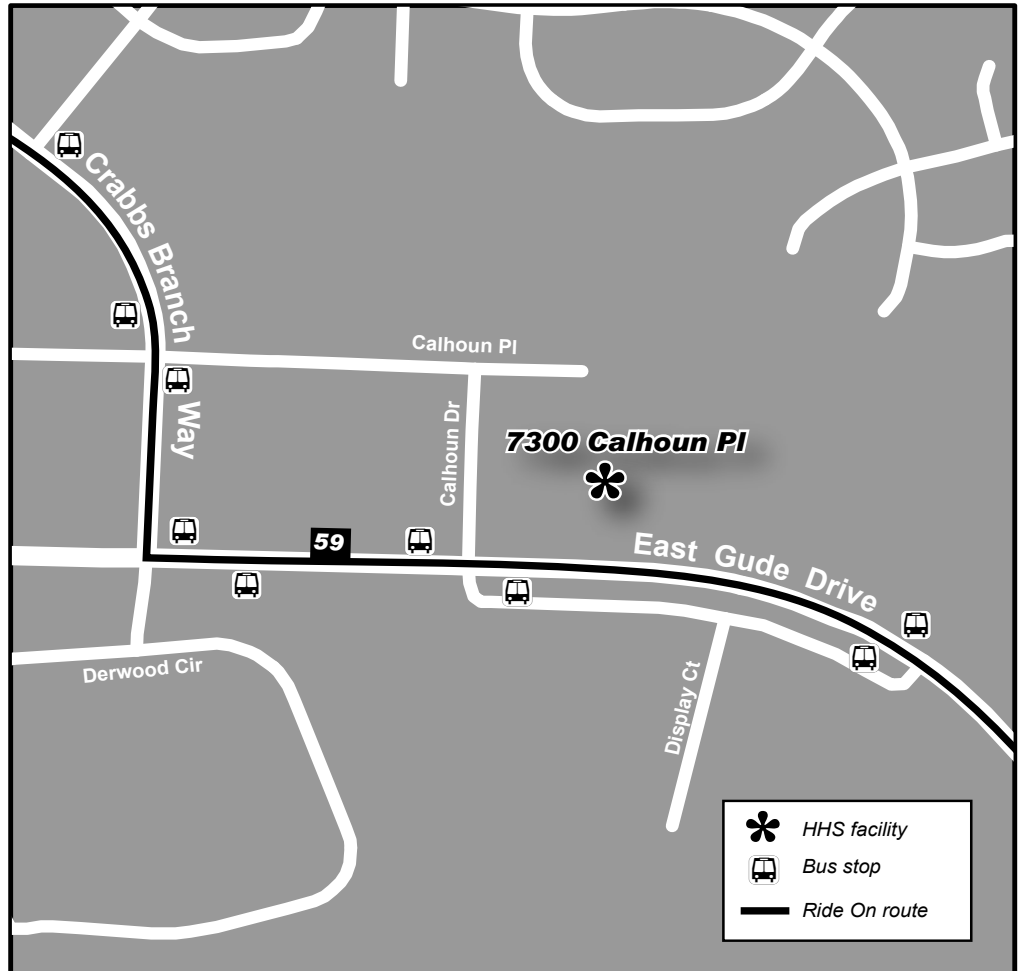 Crabbs Branch Way
Calhoun Pl
Calhoun Dr
7300 Calhoun Pl
59
East Gude Drive
Derwood Cir
Display Ct
HHS facility
Bus stop
Ride On route